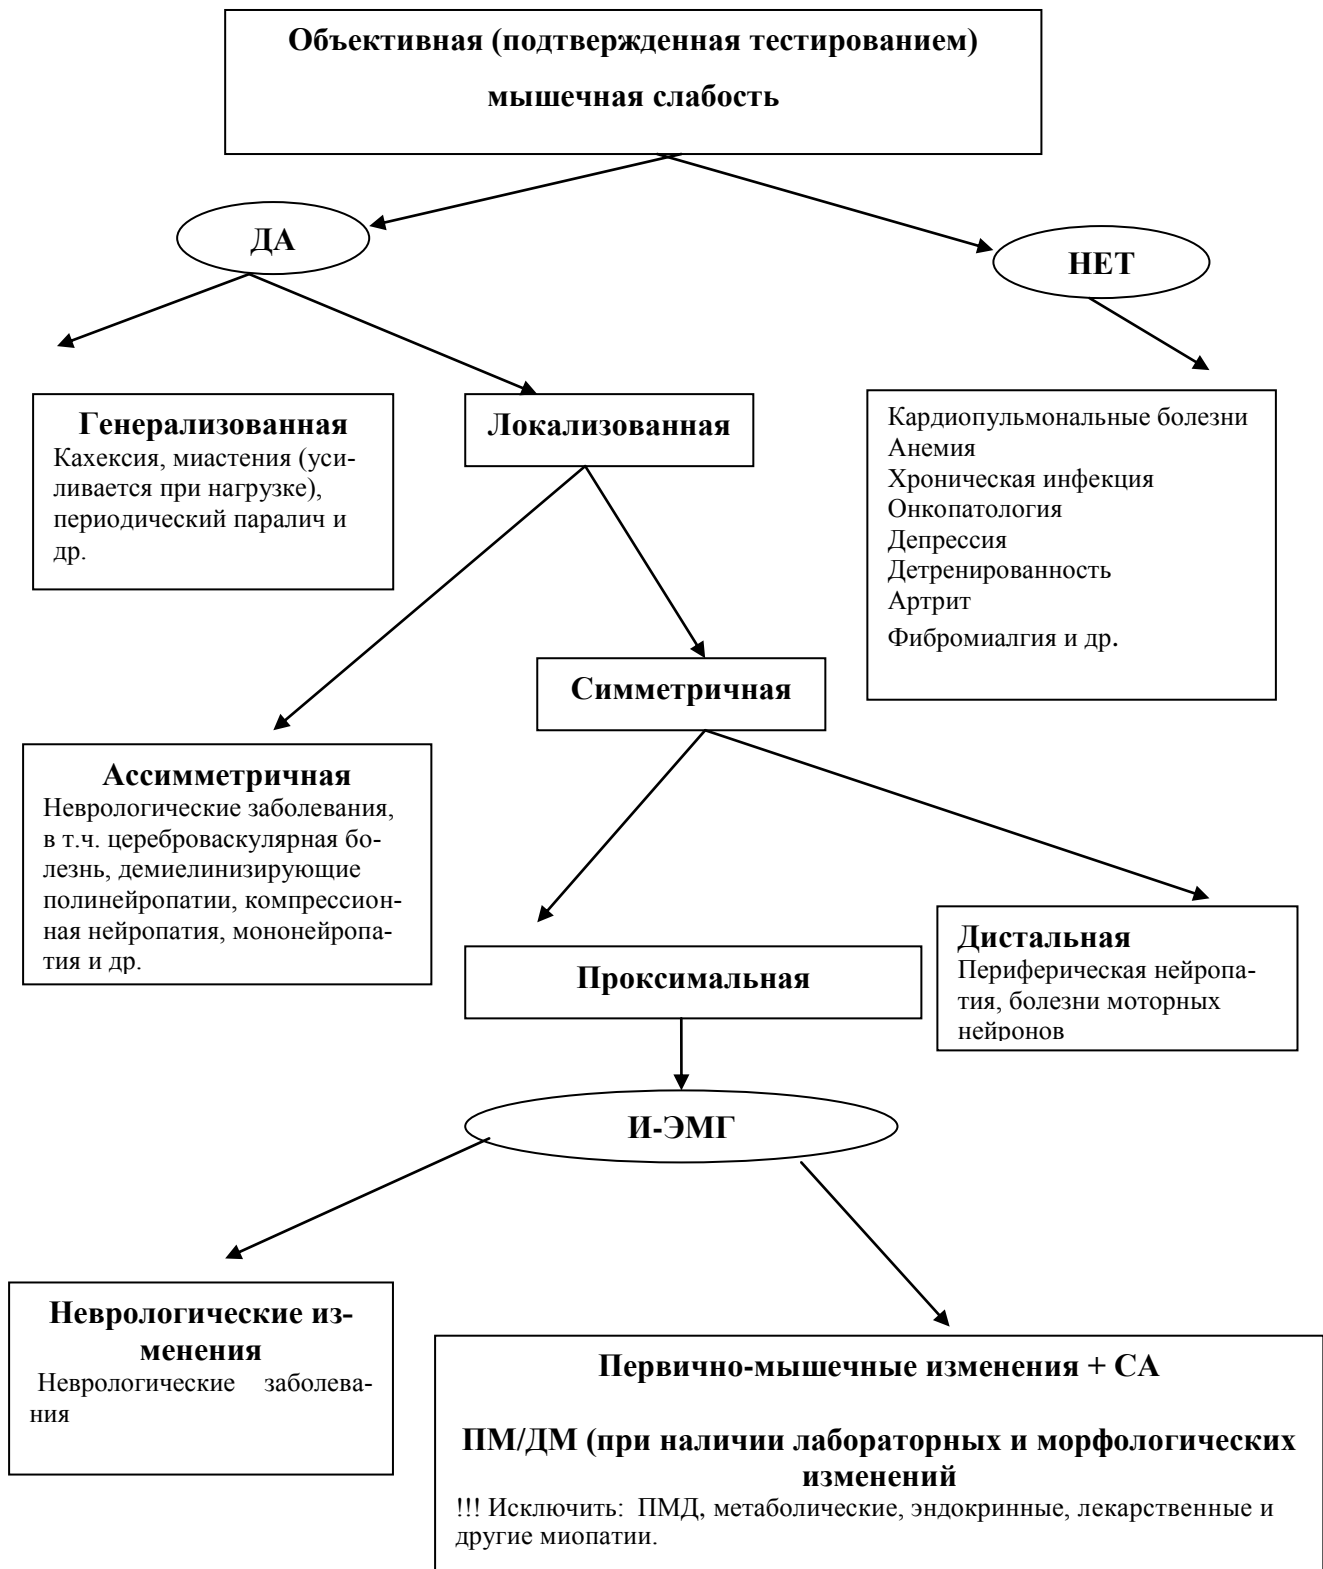 Объективная (подтвержденная тестированием)
мышечная слабость
ДА
НЕТ
Генерализованная
Кахексия, миастения (уси-
ливается при нагрузке),
периодический паралич и
др.
Локализованная
Кардиопульмональные болезни
Анемия
Хроническая инфекция
Онкопатология
Депрессия
Детренированность
Артрит
Фибромиалгия и др.
Симметричная
Ассимметричная
Неврологические заболевания,
в т.ч. цереброваскулярная бо-
лезнь, демиелинизирующие
полинейропатии, компрессион-
ная нейропатия, мононейропа-
тия и др.
Проксимальная
Дистальная
Периферическая нейропа-
тия, болезни моторных
нейронов
И-ЭМГ
Неврологические из-
менения
Неврологические заболева-
ния
Первично-мышечные изменения + СА
ПМ/ДМ (при наличии лабораторных и морфологических
изменений
!!! Исключить: ПМД, метаболические, эндокринные, лекарственные и
другие миопатии.